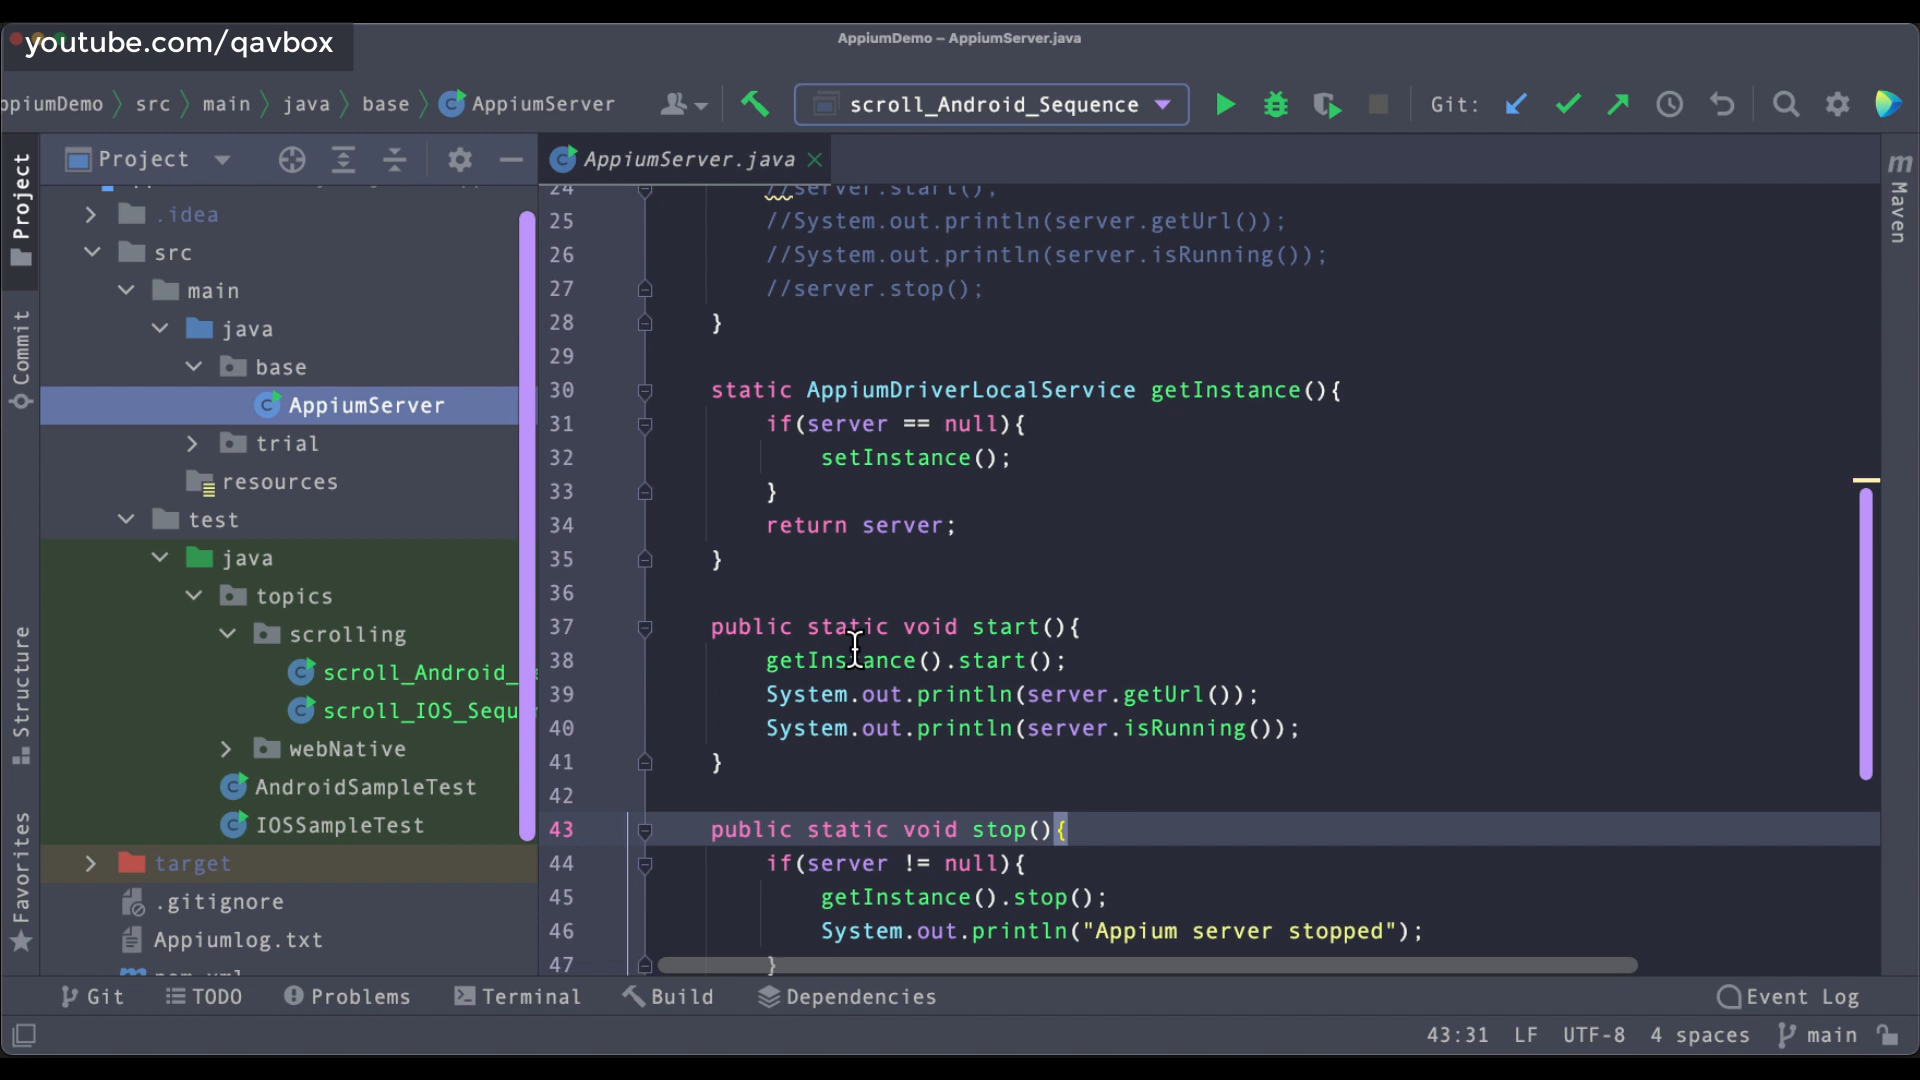 youtube.com/qavbox
AppiumDemo – AppiumServer.java
ppiumDemo src main java base AppiumServer
scroll_Android_Sequence
Git:
Project
AppiumServer.java
Project
Commit
Structure
Favorites
Maven
.idea
src
main
java
base
AppiumServer
trial
resources
test
java
topics
scrolling
scroll_Android_
scroll_IOS_Sequ
webNative
AndroidSampleTest
IOSSampleTest
target
.gitignore
Appiumlog.txt
24 //server.start();
25 //System.out.println(server.getUrl());
26 //System.out.println(server.isRunning());
27 //server.stop();
28 }
29
30 static AppiumDriverLocalService getInstance(){
31 if(server == null){
32 setInstance();
33 }
34 return server;
35 }
36
37 public static void start(){
38 getInstance().start();
39 System.out.println(server.getUrl());
40 System.out.println(server.isRunning());
41 }
42
43 public static void stop(){
44 if(server != null){
45 getInstance().stop();
46 System.out.println("Appium server stopped");
47 }
Git TODO Problems Terminal Build Dependencies Event Log
43:31 LF UTF-8 4 spaces main